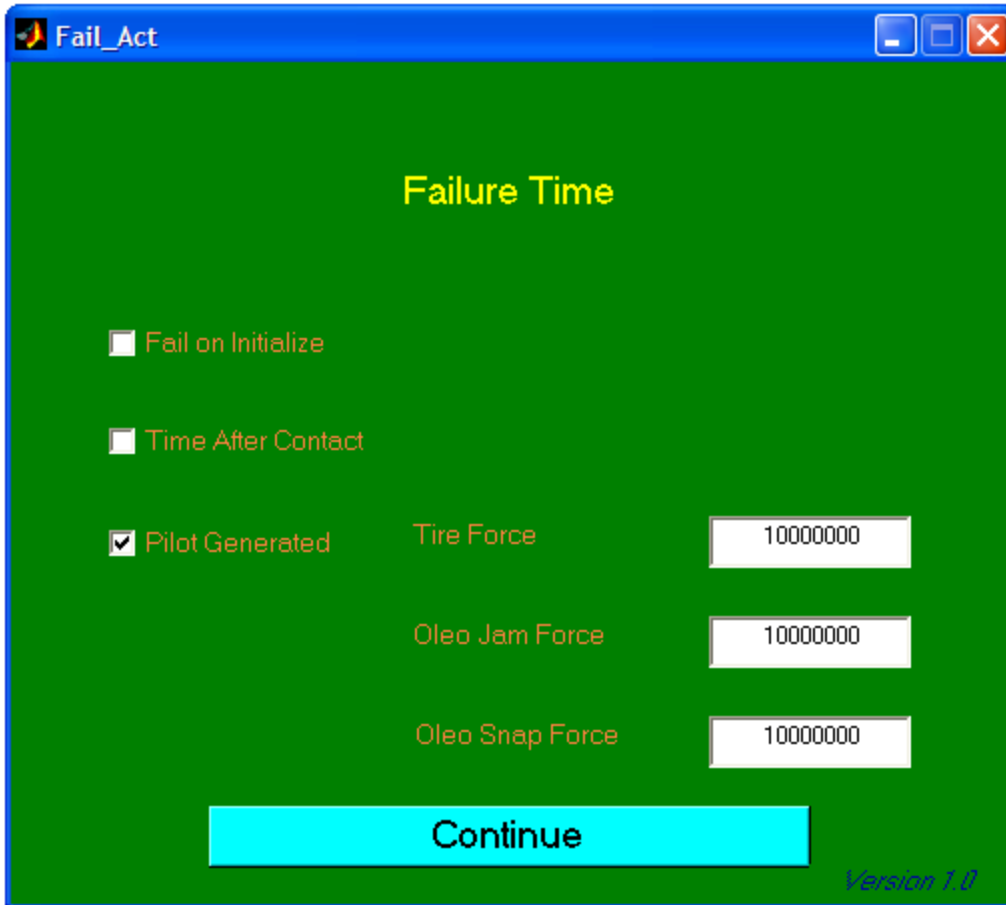 Fail_Act
Failure Time
Fail on Initialize
Time After Contact
Pilot Generated Tire Force 10000000
Oleo Jam Force 10000000
Oleo Snap Force 10000000
Continue
Version 1.0